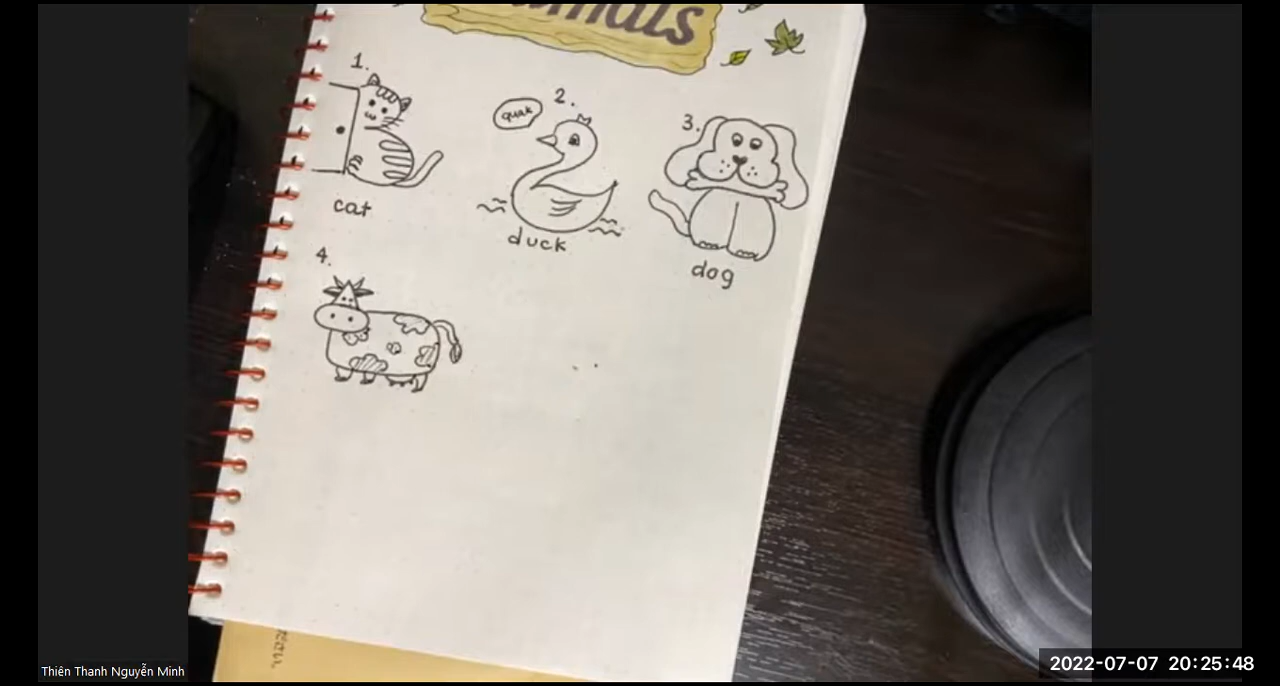 1.
2.
quak
3.
cat
duck
dog
4.
Thiên Thanh Nguyễn Minh
2022-07-07 20:25:48